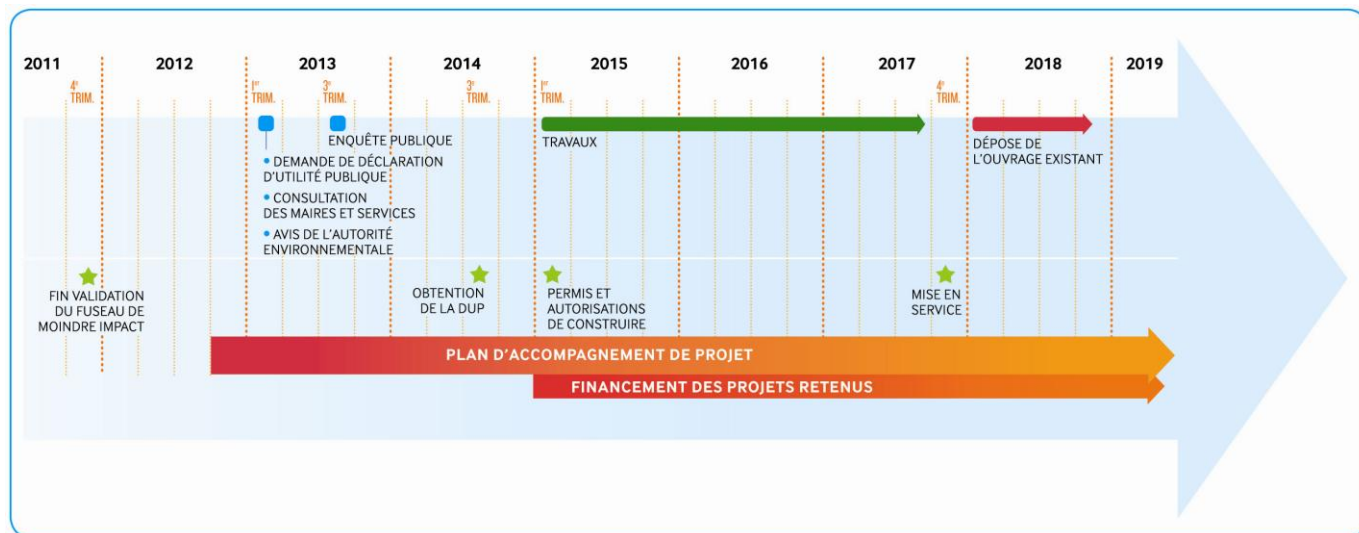 2011
2012
2013
2014
2015
2016
2017
2018
2019
4e
TRIM.
1er
TRIM.
3e
TRIM.
3e
TRIM.
1er
TRIM.
4e
TRIM.
ENQUÊTE PUBLIQUE
• DEMANDE DE DÉCLARATION
D'UTILITÉ PUBLIQUE
• CONSULTATION
DES MAIRES ET SERVICES
• AVIS DE L'AUTORITÉ
ENVIRONNEMENTALE
TRAVAUX
DÉPOSE DE
L'OUVRAGE EXISTANT
FIN VALIDATION
DU FUSEAU DE
MOINDRE IMPACT
OBTENTION
DE LA DUP
PERMIS ET
AUTORISATIONS
DE CONSTRUIRE
MISE EN
SERVICE
PLAN D'ACCOMPAGNEMENT DE PROJET
FINANCEMENT DES PROJETS RETENUS